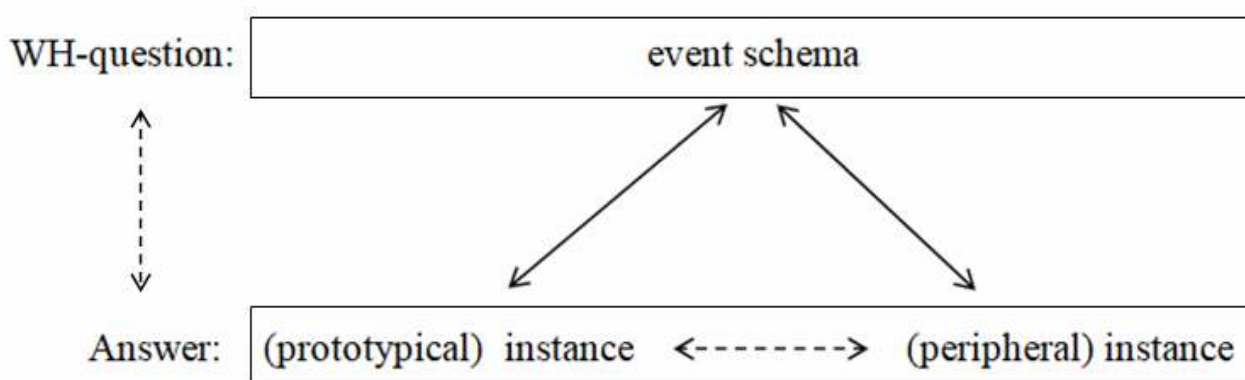 WH-question: event schema
Answer: (prototypical) instance (peripheral) instance